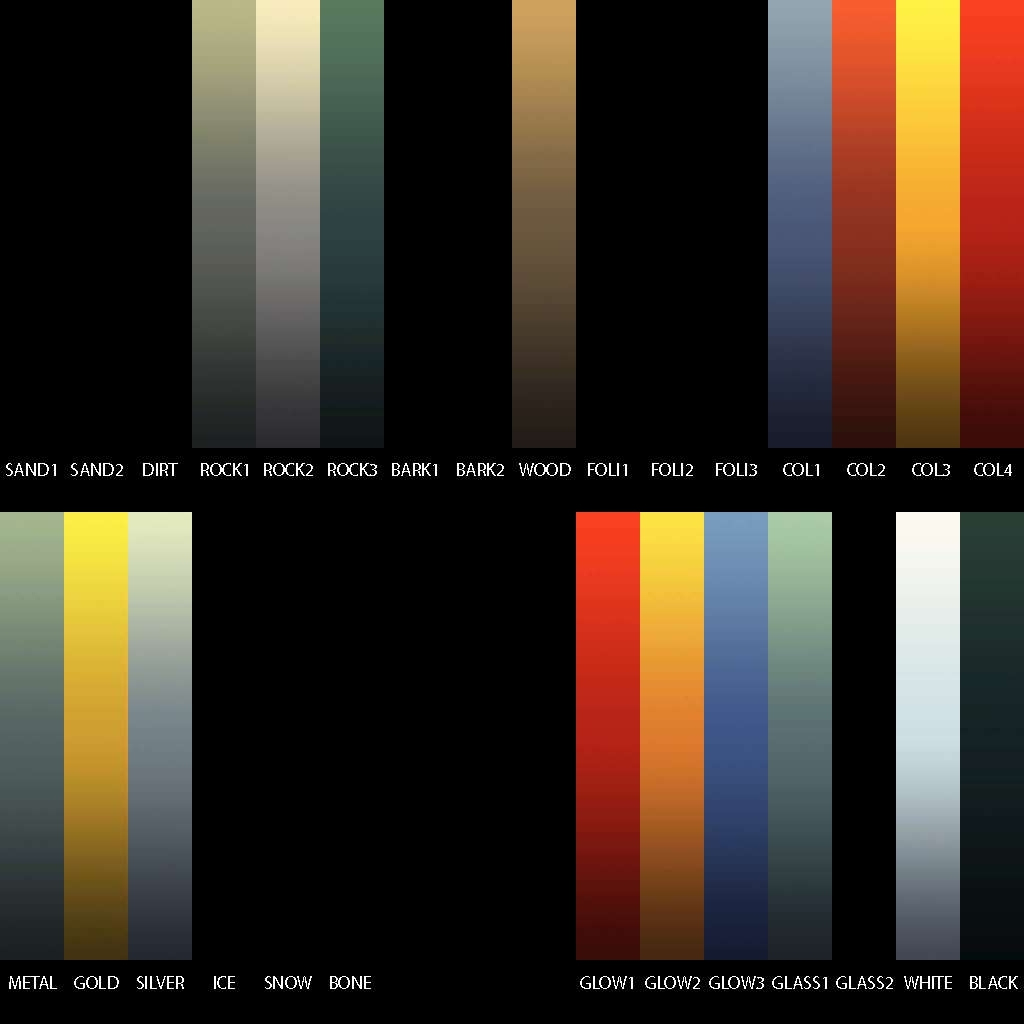 SAND1 SAND2 DIRT ROCK1 ROCK2 ROCK3 BARK1 BARK2 WOOD FOLI1 FOLI2 FOLI3 COL1 COL2 COL3 COL4
METAL GOLD SILVER ICE SNOW BONE GLOW1 GLOW2 GLOW3 GLASS1 GLASS2 WHITE BLACK